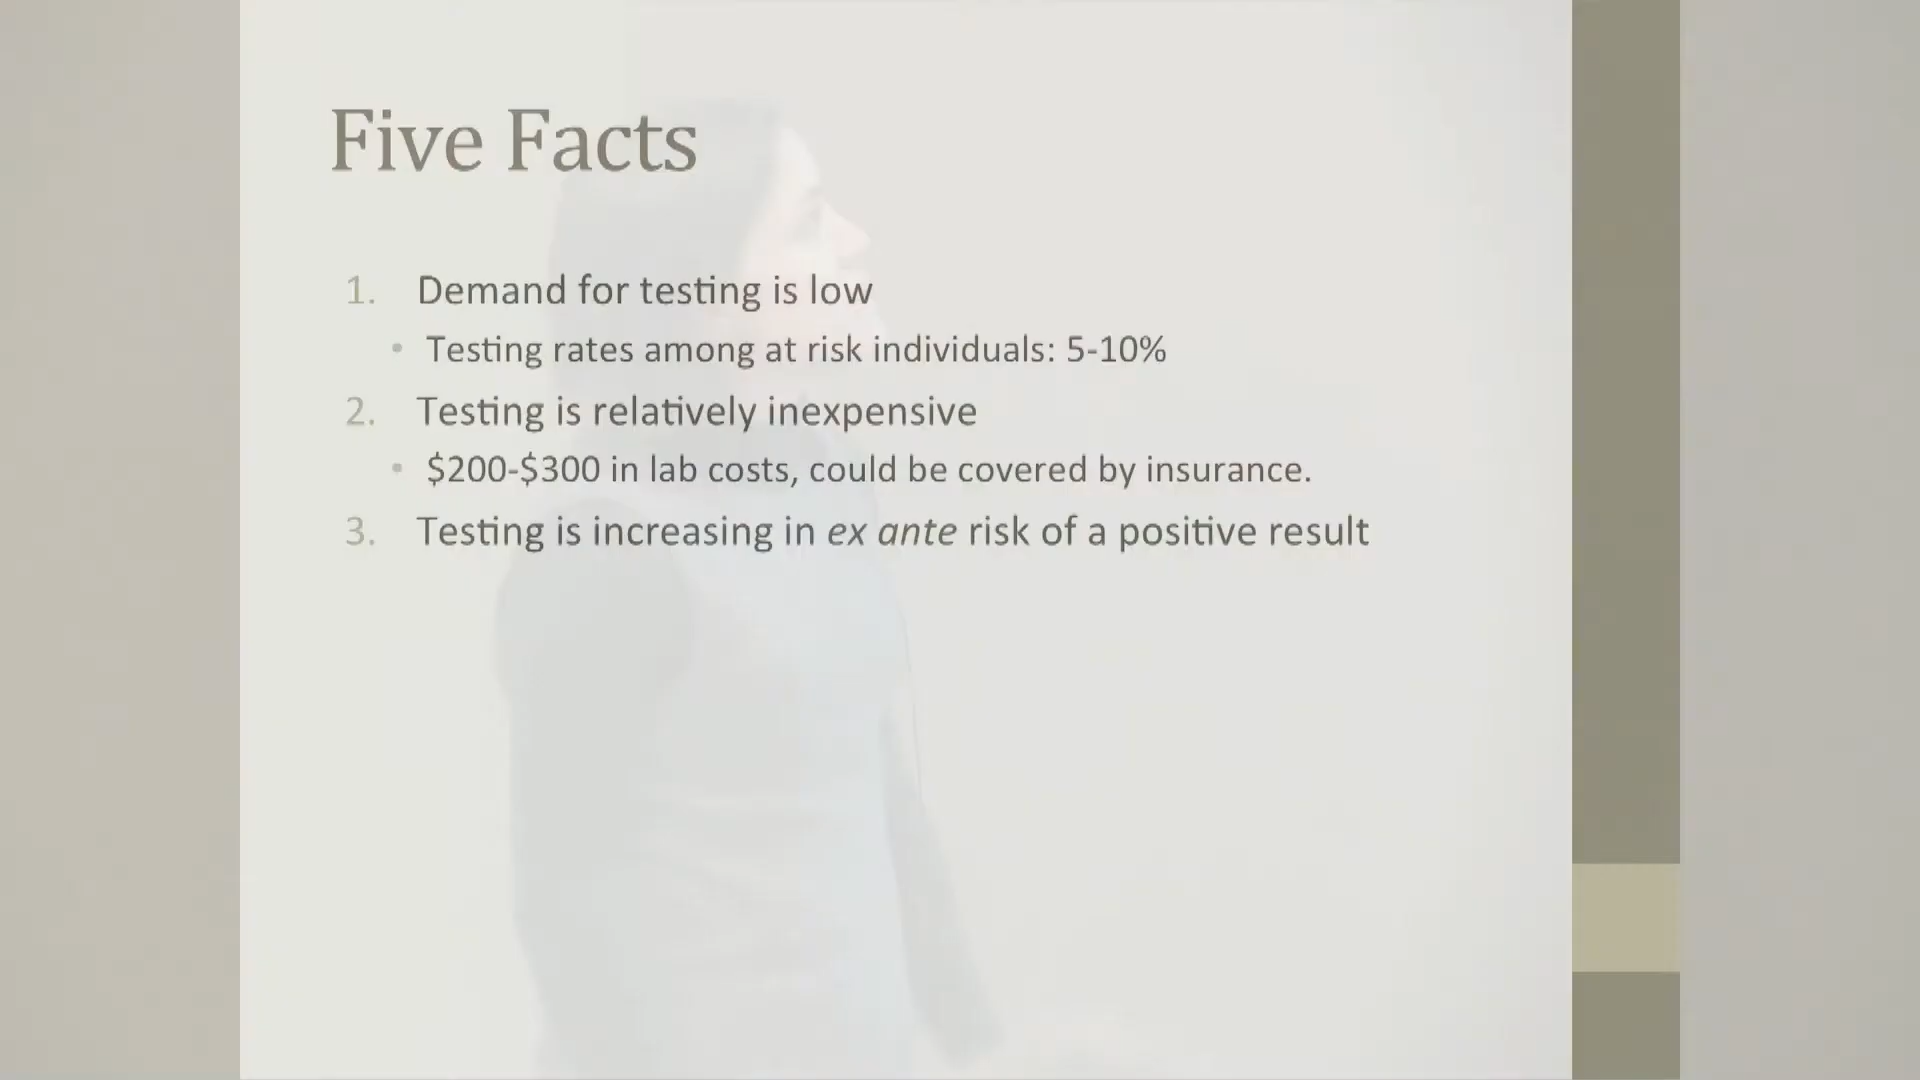 Five Facts
1. Demand for testing is low
• Testing rates among at risk individuals: 5-10%
2. Testing is relatively inexpensive
• $200-$300 in lab costs, could be covered by insurance.
3. Testing is increasing in ex ante risk of a positive result